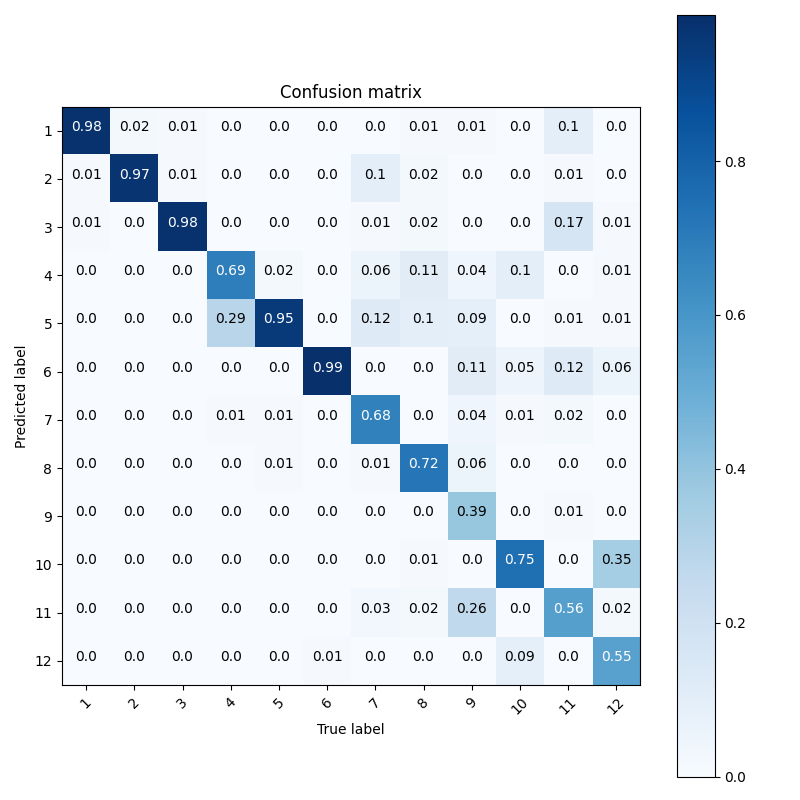 Confusion matrix
1 0.98 0.02 0.01 0.0 0.0 0.0 0.0 0.01 0.01 0.0 0.1 0.0
2 0.01 0.97 0.01 0.0 0.0 0.0 0.1 0.02 0.0 0.0 0.01 0.0
3 0.01 0.0 0.98 0.0 0.0 0.0 0.01 0.02 0.0 0.0 0.17 0.01
4 0.0 0.0 0.0 0.69 0.02 0.0 0.06 0.11 0.04 0.1 0.0 0.01
5 0.0 0.0 0.0 0.29 0.95 0.0 0.12 0.1 0.09 0.0 0.01 0.01
6 0.0 0.0 0.0 0.0 0.0 0.99 0.0 0.0 0.11 0.05 0.12 0.06
7 0.0 0.0 0.0 0.01 0.01 0.0 0.68 0.0 0.04 0.01 0.02 0.0
8 0.0 0.0 0.0 0.0 0.01 0.0 0.01 0.72 0.06 0.0 0.0 0.0
9 0.0 0.0 0.0 0.0 0.0 0.0 0.0 0.0 0.39 0.0 0.01 0.0
10 0.0 0.0 0.0 0.0 0.0 0.0 0.0 0.01 0.0 0.75 0.0 0.35
11 0.0 0.0 0.0 0.0 0.0 0.0 0.03 0.02 0.26 0.0 0.56 0.02
12 0.0 0.0 0.0 0.0 0.0 0.01 0.0 0.0 0.0 0.09 0.0 0.55
1 2 3 4 5 6 7 8 9 10 11 12
True label
Predicted label
0.8
0.6
0.4
0.2
0.0